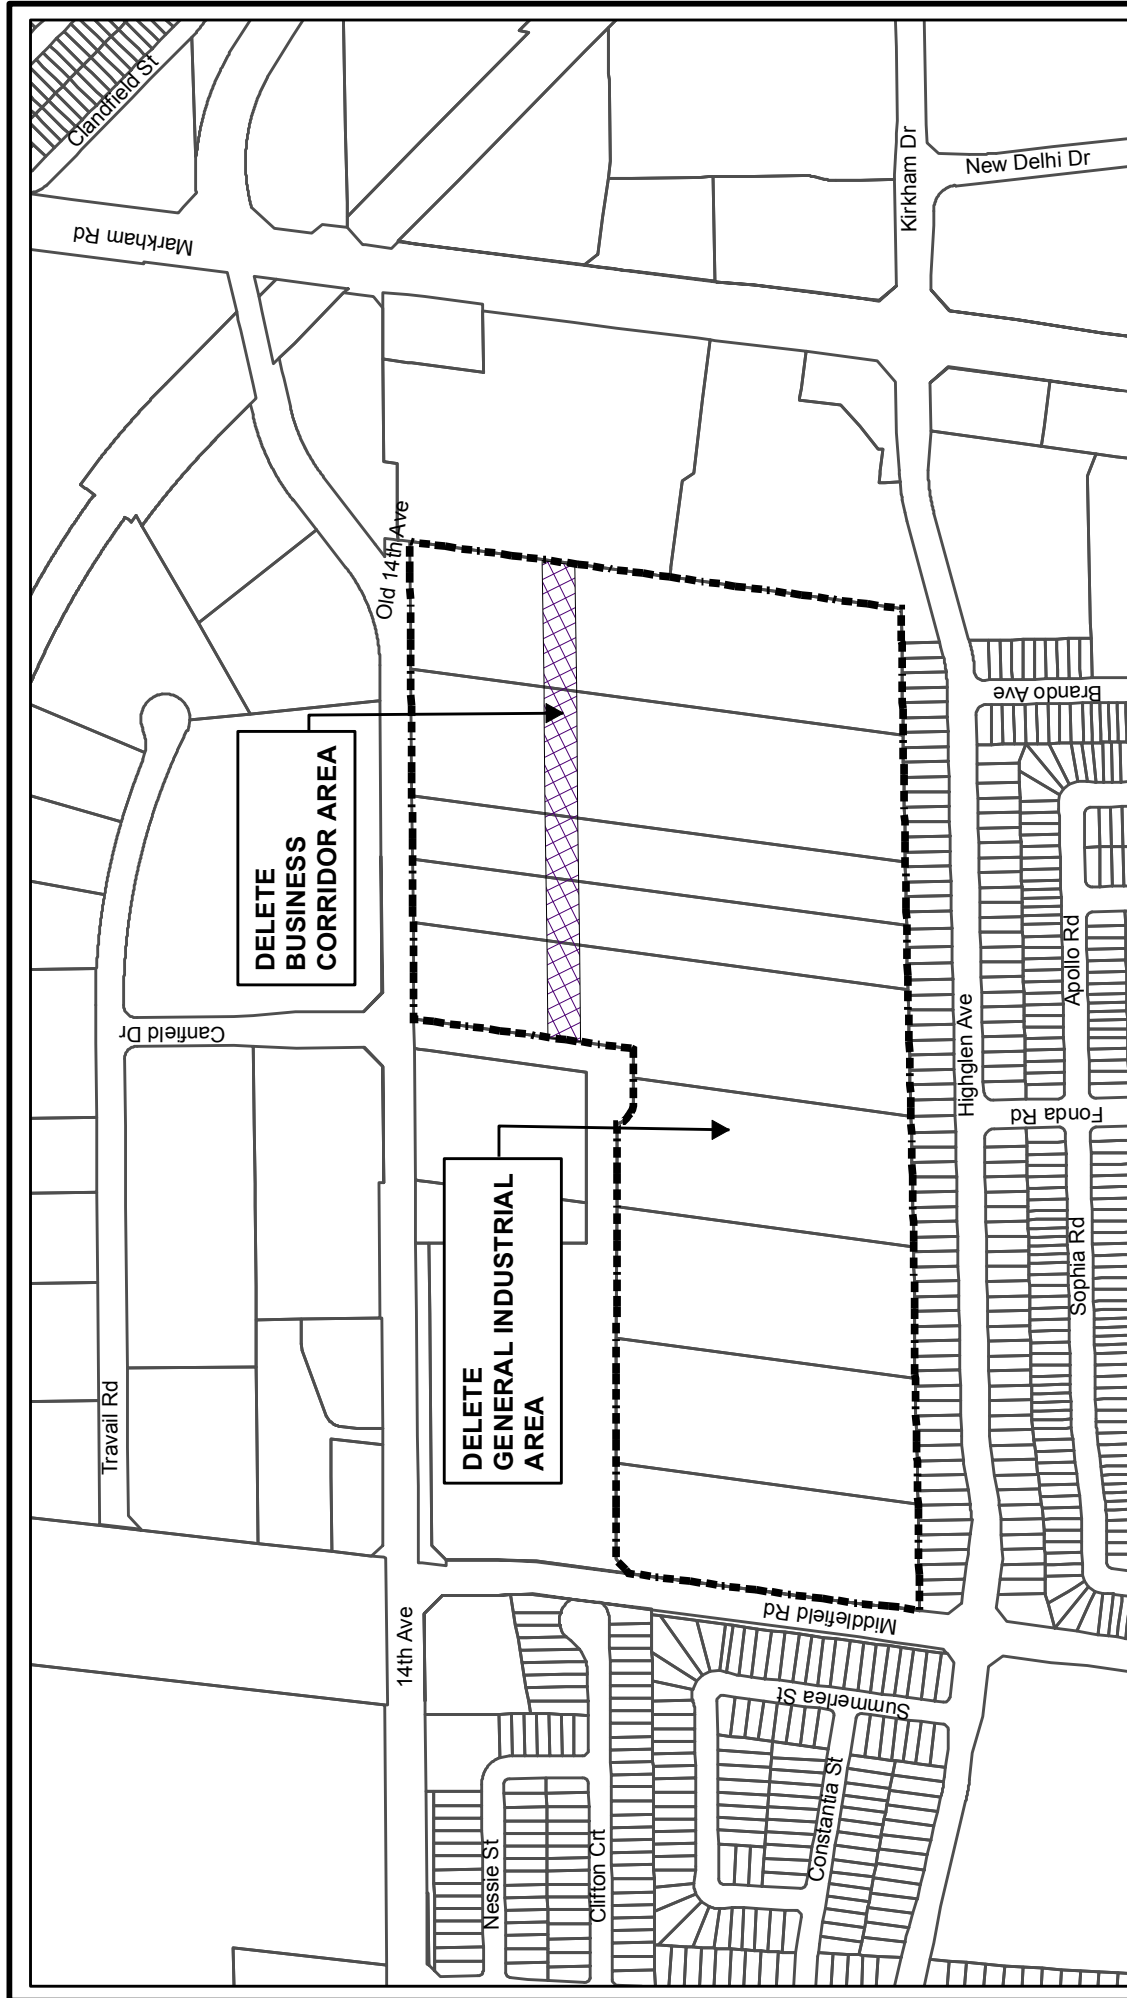 Clandfield St
Markham Rd
Kirkham Dr
New Delhi Dr
Old 14th Ave
DELETE
BUSINESS
CORRIDOR AREA
Brando Ave
Canfield Dr
Apollo Rd
Highglen Ave
Fonda Rd
DELETE
GENERAL INDUSTRIAL
AREA
Sophia Rd
Travail Rd
14th Ave
Middlefield Rd
Summerlea St
Constantia St
Nessie St
Clifton Crt